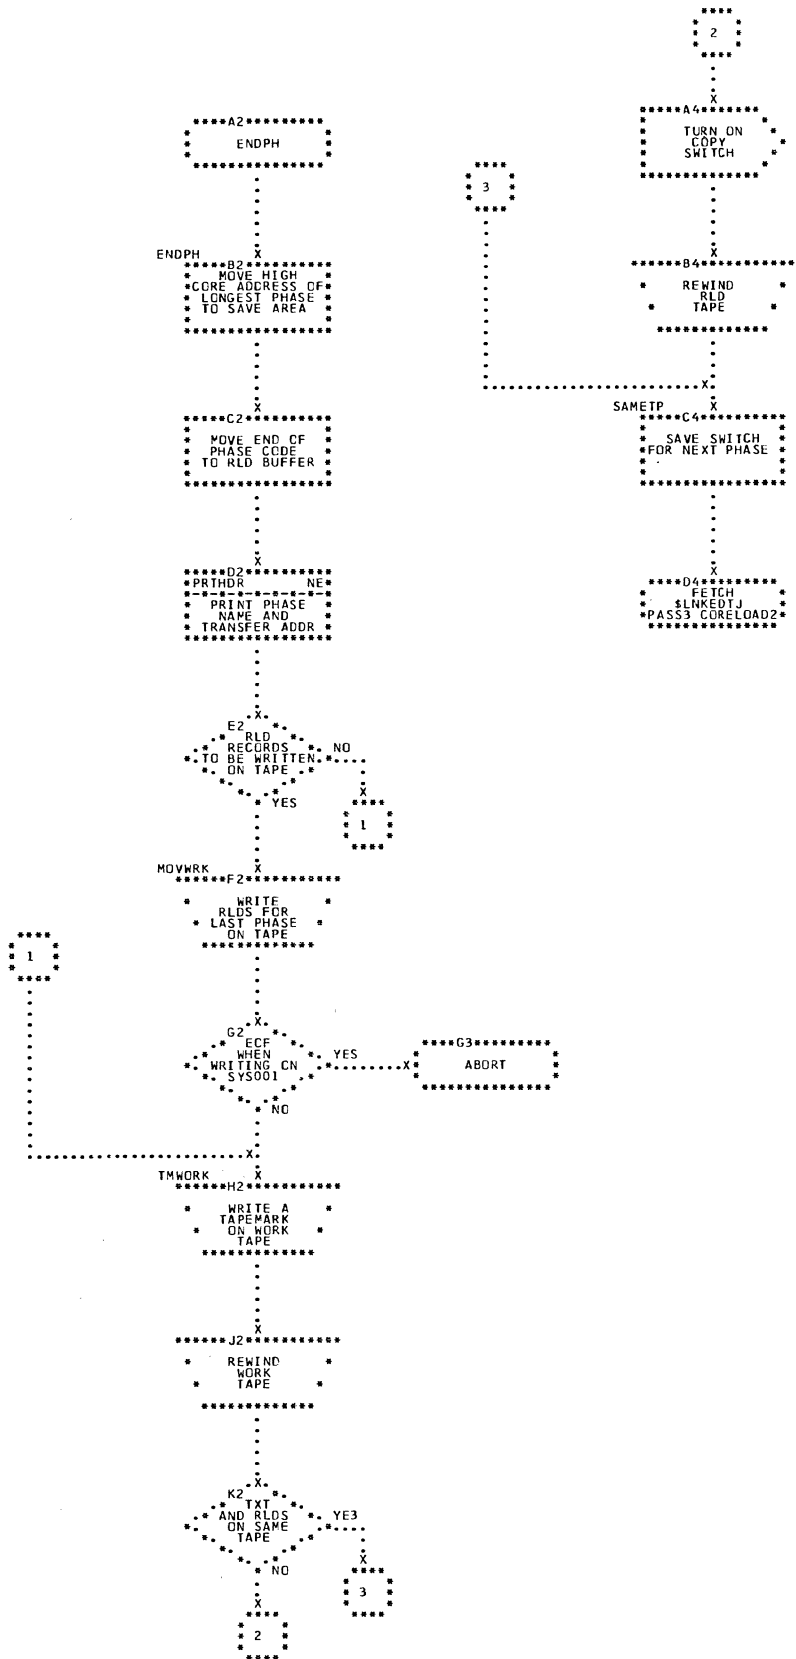 2
A4
TURN ON
COPY
SWITCH
A2
ENDPH
3
ENDPH
B2
MOVE HIGH
CORE ADDRESS OF
LONGEST PHASE
TO SAVE AREA
B4
REWIND
RLD
TAPE
SAMETP
C4
SAVE SWITCH
FOR NEXT PHASE
C2
MOVE END OF
PHASE CODE
TO RLD BUFFER
D2
PRTHDR NE
PRINT PHASE
NAME AND
TRANSFER ADDR
D4
FETCH
$LNKEDTJ
PASS3 CORELOAD2
E2
RLD
RECORDS
TO BE WRITTEN
ON TAPE
NO
YES
1
MOVWRK
F2
WRITE
RLDS FOR
LAST PHASE
ON TAPE
1
G2
ECF
WHEN
WRITING CN
SYS001
YES
NO
G3
ABORT
TMWORK
H2
WRITE A
TAPEMARK
ON WORK
TAPE
J2
REWIND
WORK
TAPE
K2
TXT
AND RLDS
ON SAME
TAPE
YE3
NO
3
2